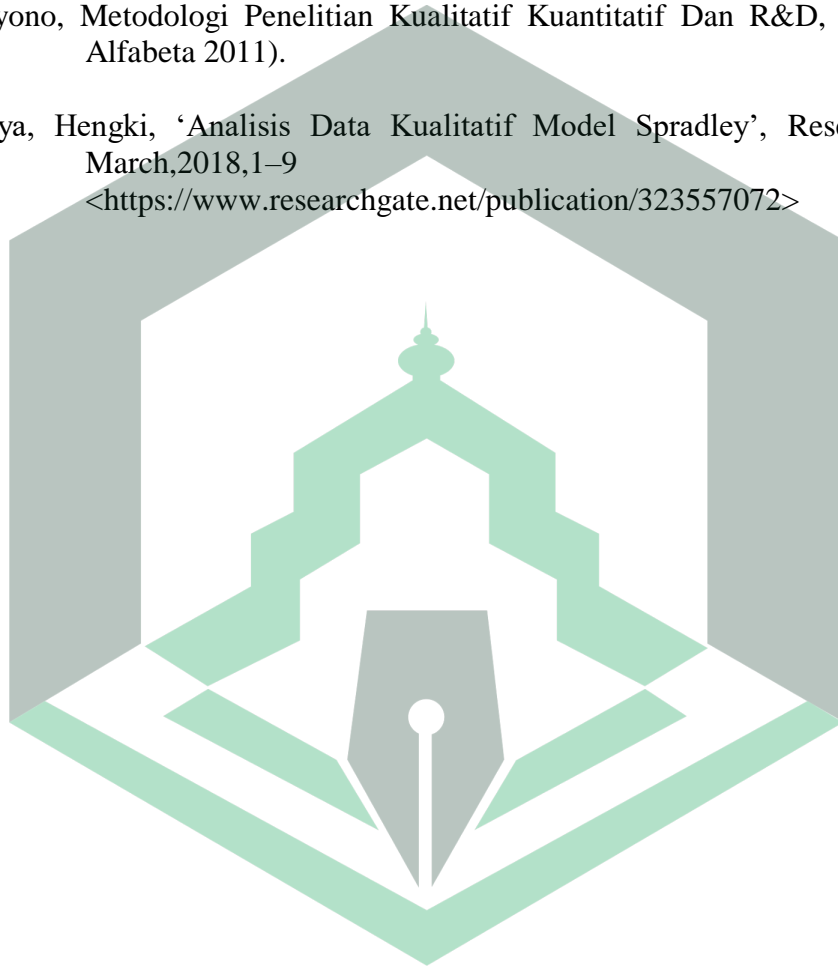 yono, Metodologi Penelitian Kualitatif Kuantitatif Dan R&D,
Alfabeta 2011).
ya, Hengki, ‘Analisis Data Kualitatif Model Spradley’, Rese
March,2018,1–9
<https://www.researchgate.net/publication/323557072>